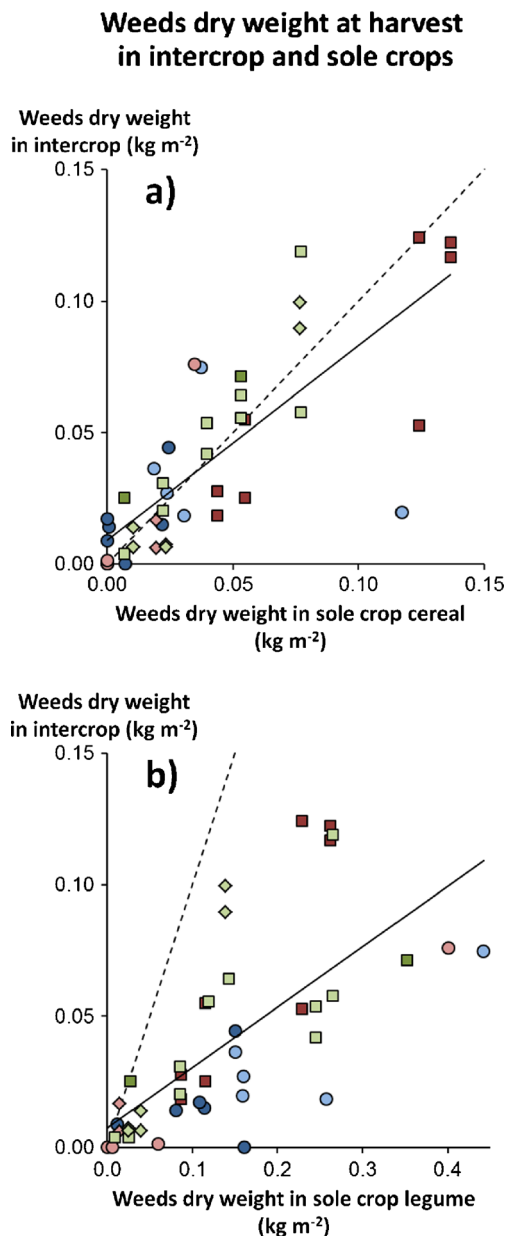 Weeds dry weight at harvest
in intercrop and sole crops
Weeds dry weight
in intercrop (kg m⁻²)
0.15
a)
0.10
0.05
0.00
0.00 0.05 0.10 0.15
Weeds dry weight in sole crop cereal
(kg m⁻²)
Weeds dry weight
in intercrop (kg m⁻²)
0.15
b)
0.10
0.05
0.00
0.0 0.1 0.2 0.3 0.4
Weeds dry weight in sole crop legume
(kg m⁻²)